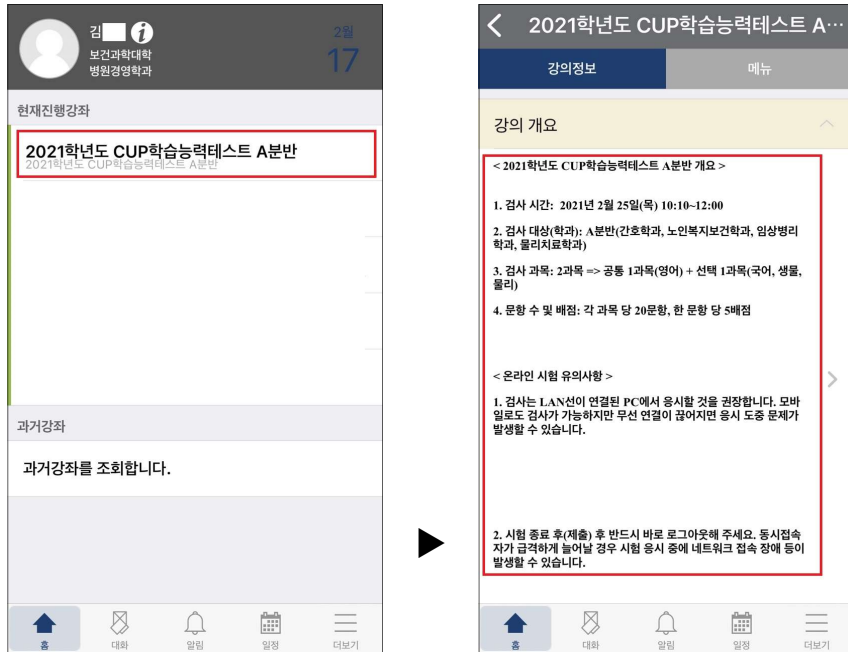 김
보건과학대학
병원경영학과
2월
17
현재진행강좌
2021학년도 CUP학습능력테스트 A분반
2021학년도 CUP학습능력테스트 A분반
과거강좌
과거강좌를 조회합니다.
홈
대화
알림
일정
더보기
2021학년도 CUP학습능력테스트 A…
강의정보
메뉴
강의 개요
< 2021학년도 CUP학습능력테스트 A분반 개요 >
1. 검사 시간: 2021년 2월 25일(목) 10:10~12:00
2. 검사 대상(학과): A분반(간호학과, 노인복지보건학과, 임상병리
학과, 물리치료학과)
3. 검사 과목: 2과목 => 공통 1과목(영어) + 선택 1과목(국어, 생물,
물리)
4. 문항 수 및 배점: 각 과목 당 20문항, 한 문항 당 5배점
< 온라인 시험 유의사항 >
1. 검사는 LAN선이 연결된 PC에서 응시할 것을 권장합니다. 모바
일로도 검사가 가능하지만 무선 연결이 끊어지면 응시 도중 문제가
발생할 수 있습니다.
2. 시험 종료 후(제출) 후 반드시 바로 로그아웃해 주세요. 동시접속
자가 급격하게 늘어날 경우 시험 응시 중에 네트워크 접속 장애 등이
발생할 수 있습니다.
홈
대화
알림
일정
더보기